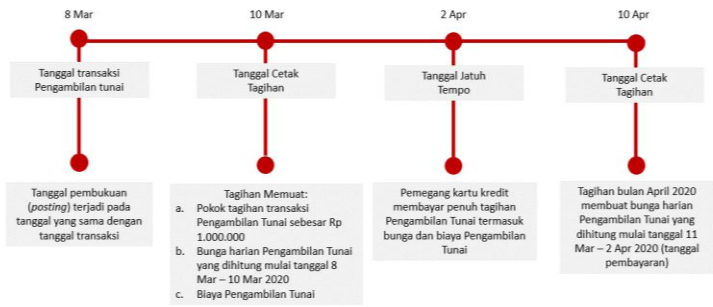 8 Mar
10 Mar
2 Apr
10 Apr
Tanggal transaksi
Pengambilan tunai
Tanggal Cetak
Tagihan
Tanggal Jatuh
Tempo
Tanggal Cetak
Tagihan
Tanggal pembukuan
(posting) terjadi pada
tanggal yang sama dengan
tanggal transaksi
Tagihan Memuat:
a. Pokok tagihan transaksi
Pengambilan Tunai sebesar Rp
1.000.000
b. Bunga harian Pengambilan Tunai
yang dihitung mulai tanggal 8
Mar – 10 Mar 2020
c. Biaya Pengambilan Tunai
Pemegang kartu kredit
membayar penuh tagihan
Pengambilan Tunai termasuk
bunga dan biaya Pengambilan
Tunai
Tagihan bulan April 2020
membuat bunga harian
Pengambilan Tunai yang
dihitung mulai tanggal 11
Mar – 2 Apr 2020 (tanggal
pembayaran)